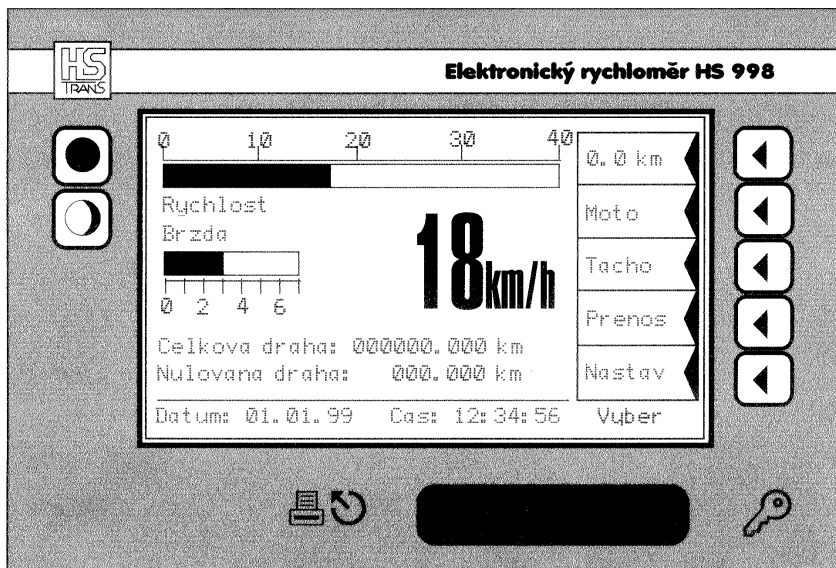 HS
TRANS
Elektronický rychloměr HS 998
0 10 20 30 40
Rychlost
Brzda
18 km/h
0 2 4 6
Celkova draha: 000000.000 km
Nulovana draha: 000.000 km
Datum: 01.01.99 Cas: 12:34:56
0.0 km
Moto
Tacho
Prenos
Nastav
Vyber